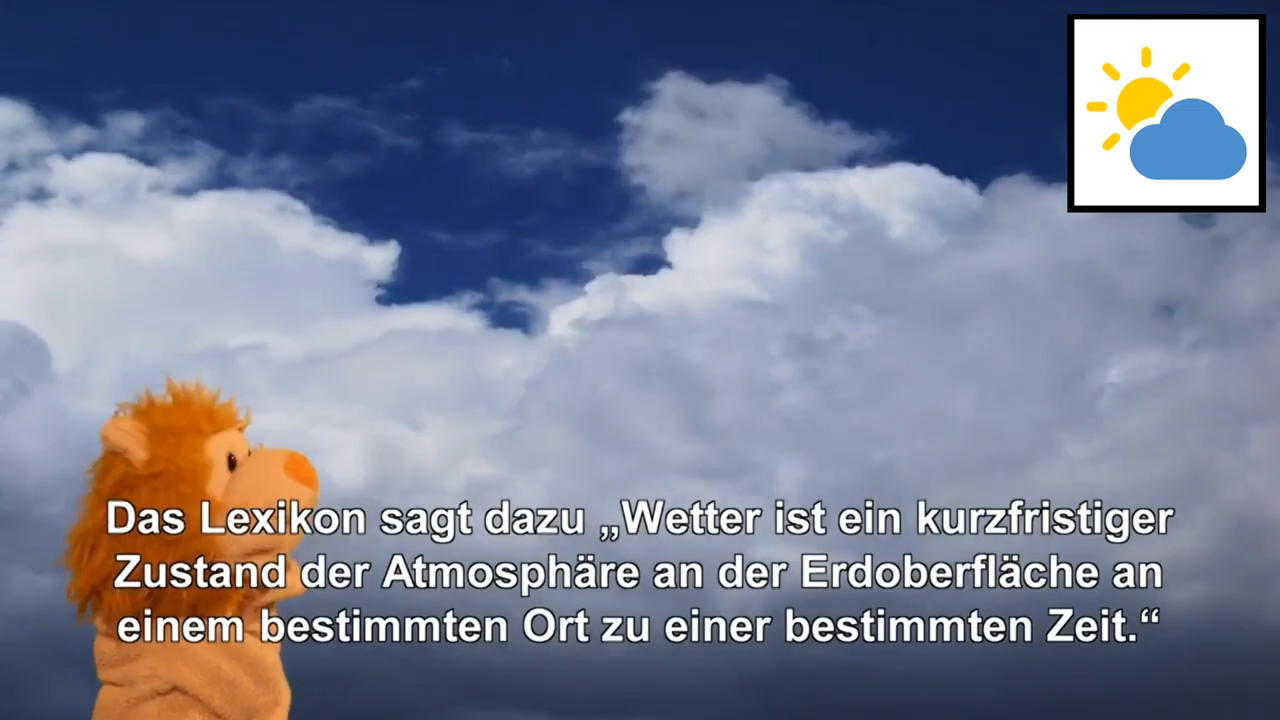 Das Lexikon sagt dazu „Wetter ist ein kurzfristiger
Zustand der Atmosphäre an der Erdoberfläche an
einem bestimmten Ort zu einer bestimmten Zeit.“